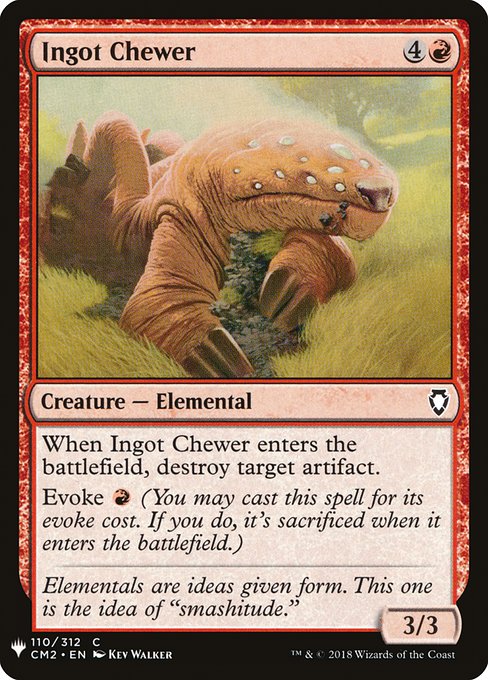 Ingot Chewer 4
Creature — Elemental
When Ingot Chewer enters the
battlefield, destroy target artifact.
Evoke (You may cast this spell for its
evoke cost. If you do, it's sacrificed when it
enters the battlefield.)
Elementals are ideas given form. This one
is the idea of "smashitude."
3/3
110/312 C
CM2 • EN Kev Walker
™ & © 2018 Wizards of the Coast